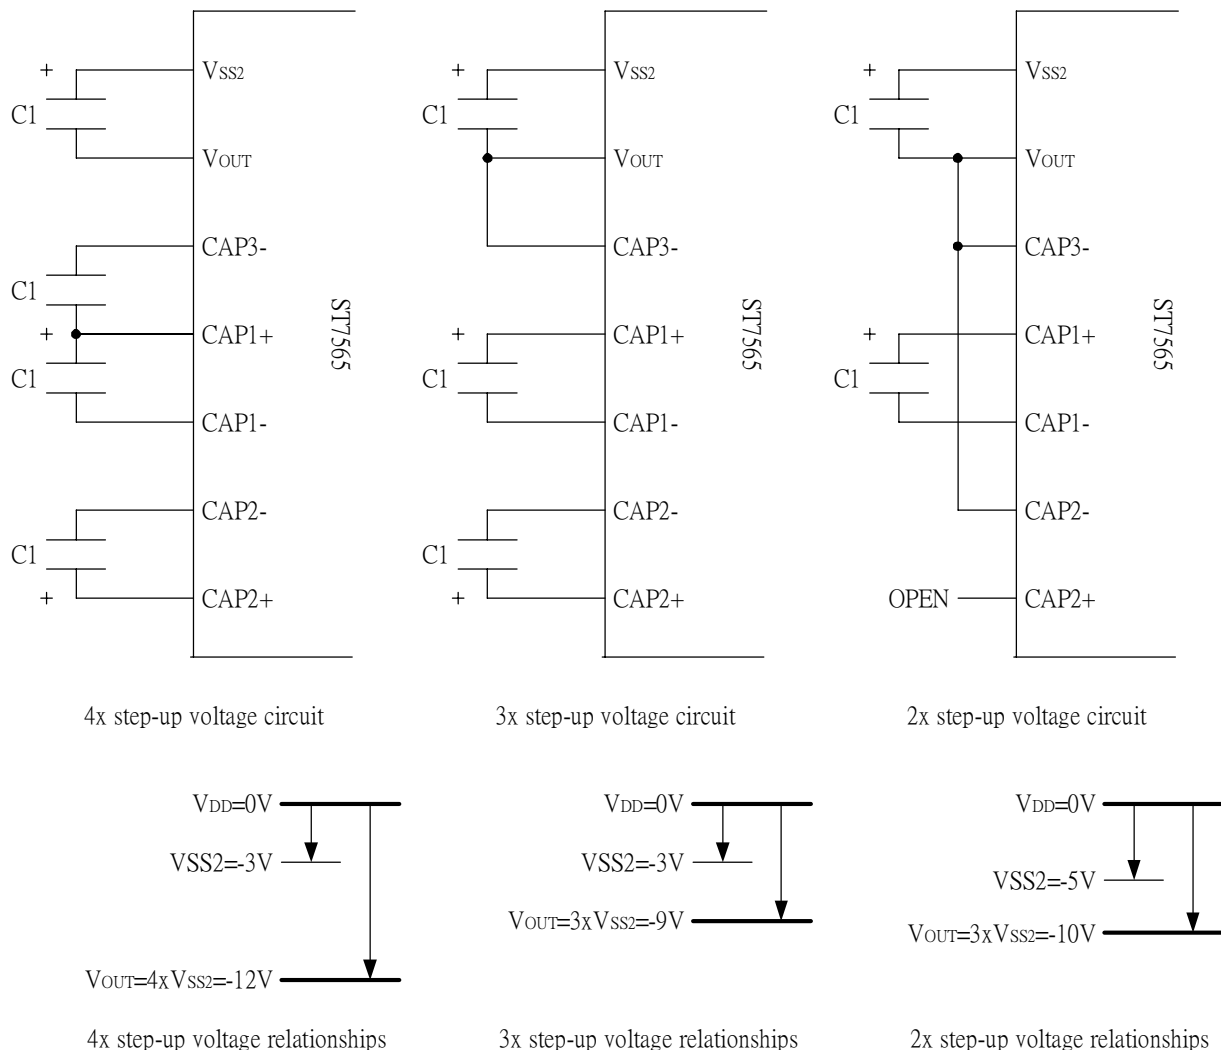 +
VSS2
C1
VOUT
CAP3-
C1
+
CAP1+
C1
CAP1-
CAP2-
C1
+
CAP2+
ST7565
4x step-up voltage circuit
+
VSS2
C1
VOUT
CAP3-
+
CAP1+
C1
CAP1-
CAP2-
C1
+
CAP2+
ST7565
3x step-up voltage circuit
+
VSS2
C1
VOUT
CAP3-
+
CAP1+
C1
CAP1-
CAP2-
OPEN
CAP2+
ST7565
2x step-up voltage circuit
VDD=0V
VSS2=-3V
VOUT=4xVSS2=-12V
4x step-up voltage relationships
VDD=0V
VSS2=-3V
VOUT=3xVSS2=-9V
3x step-up voltage relationships
VDD=0V
VSS2=-5V
VOUT=3xVSS2=-10V
2x step-up voltage relationships